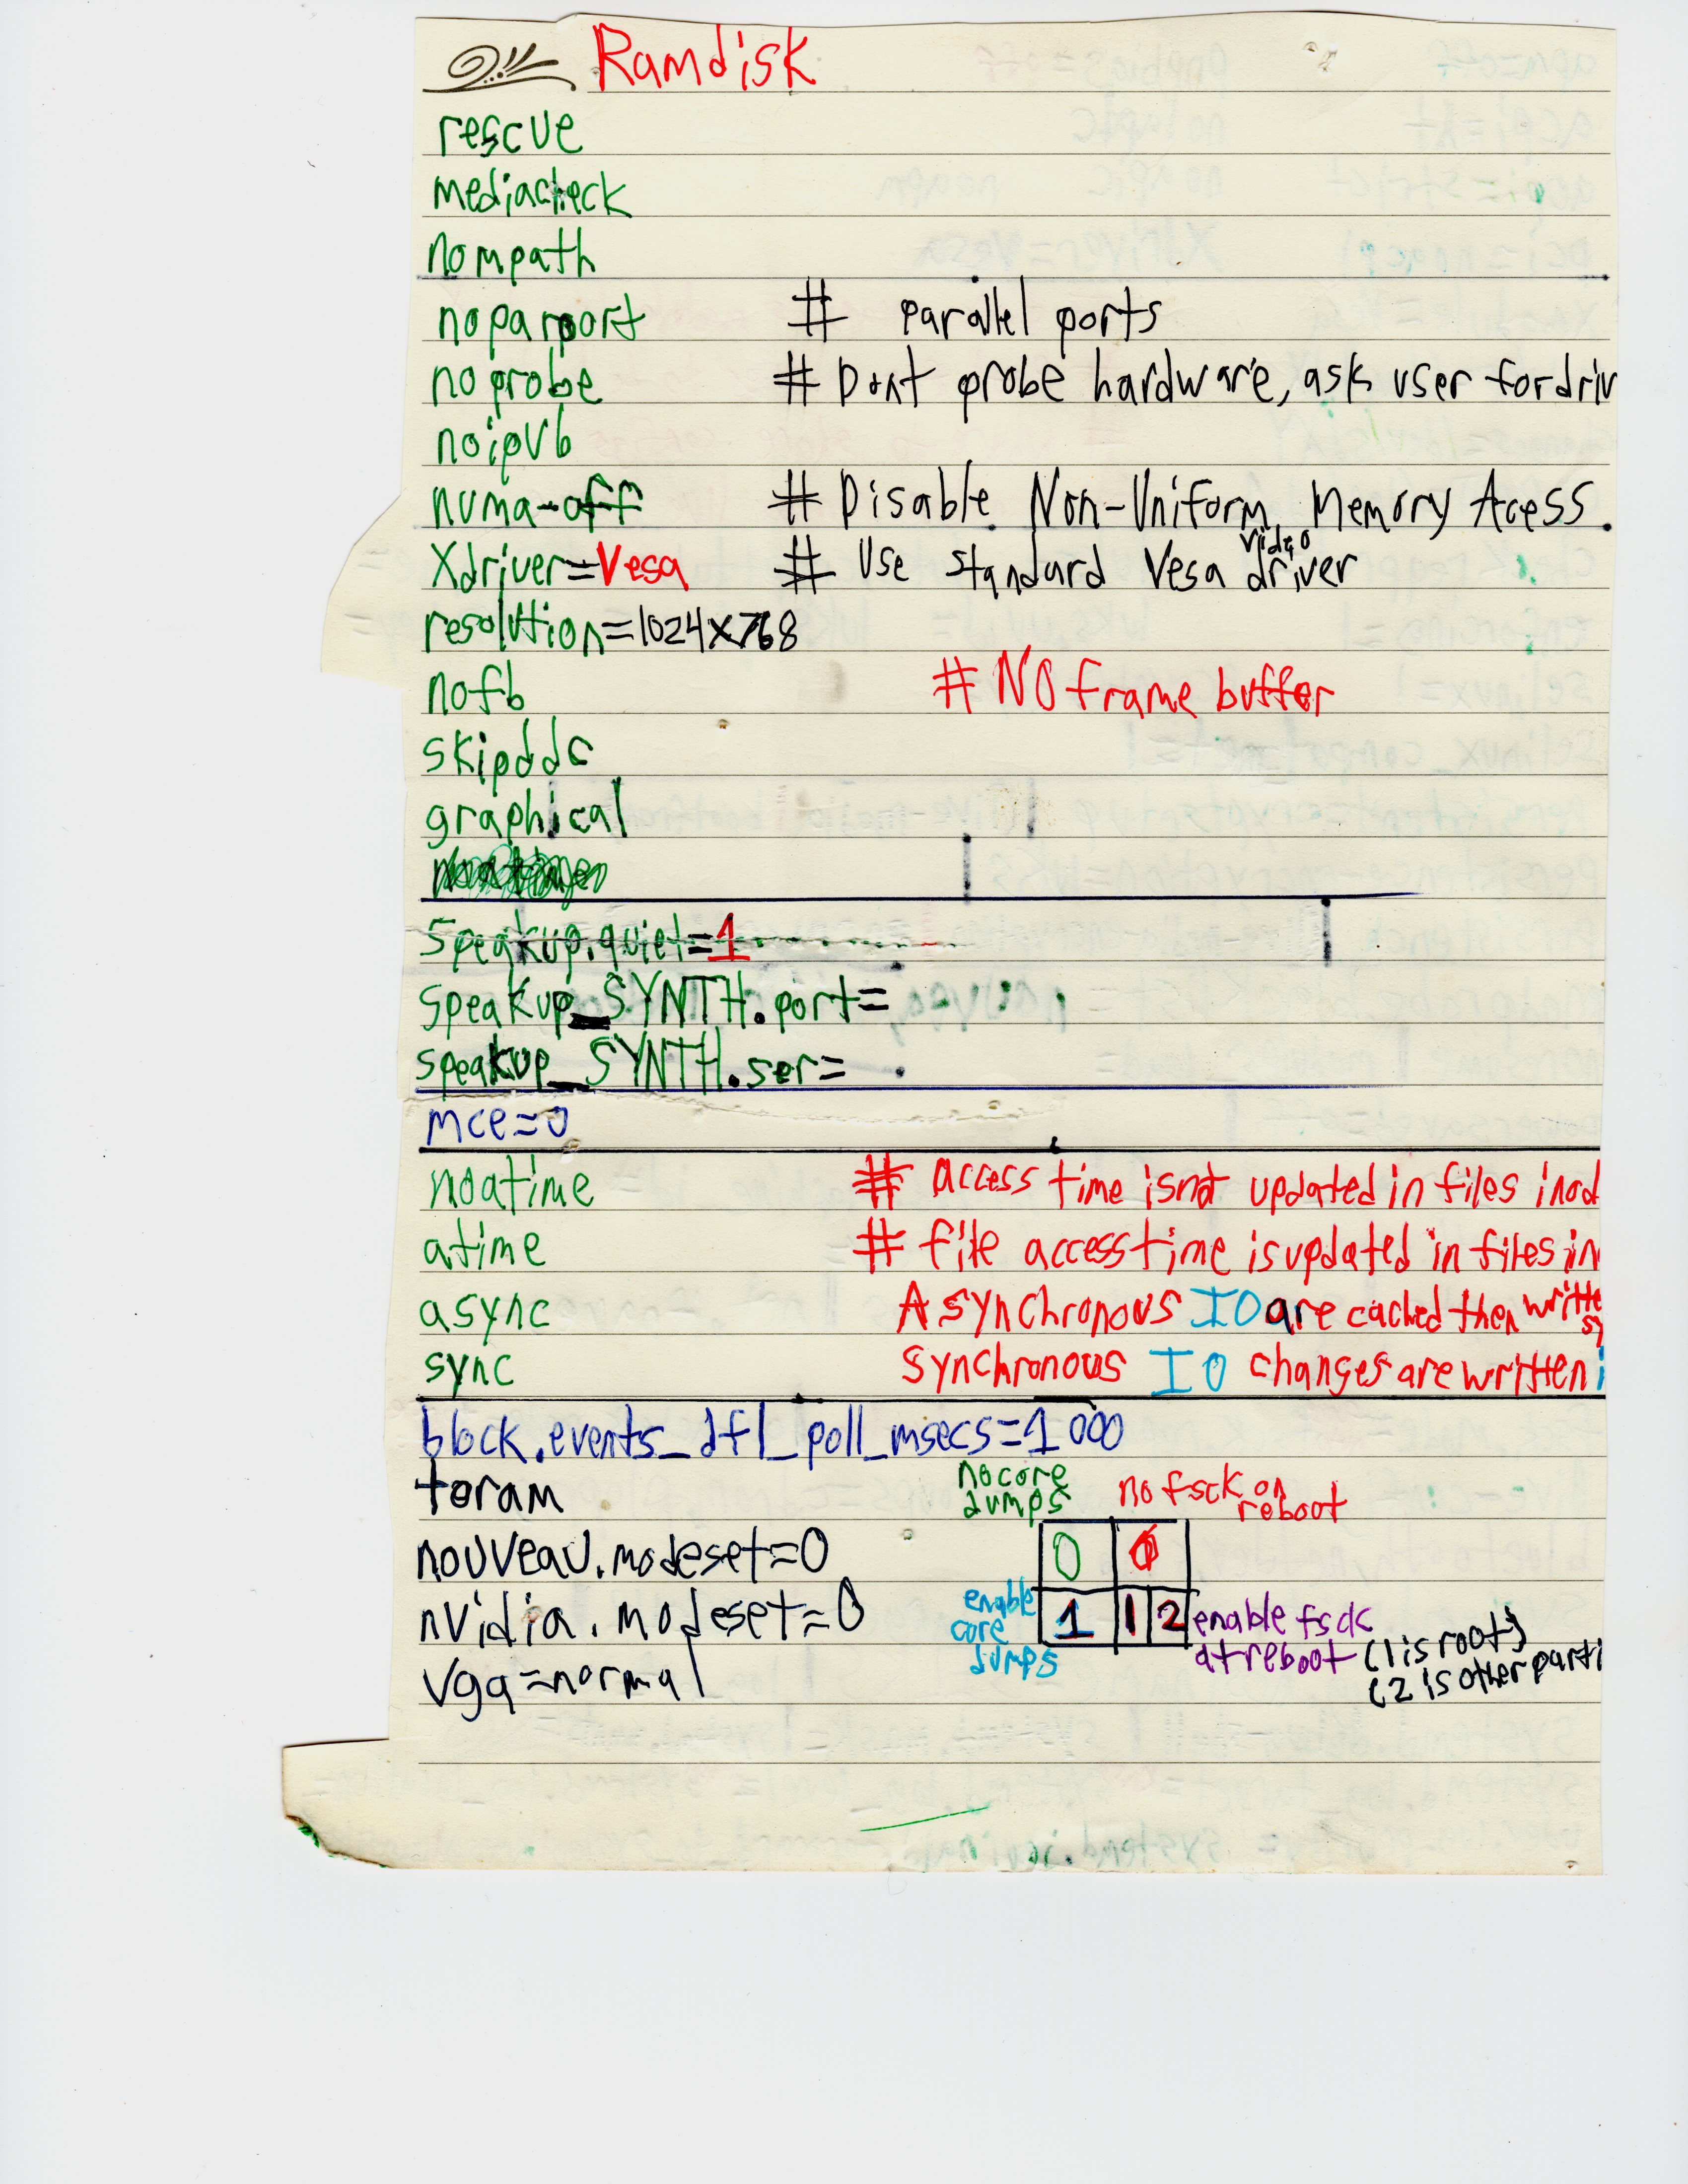 Ramdisk
rescue
mediacheck
nompath
noparport # parallel ports
noprobe # Dont probe hardware, ask user for driv
noipv6
numa-off # Disable Non-Uniform Memory Acess.
Xdriver=Vesa # Use standard Vesa video driver
resolution=1024x768
nofb # NO frame buffer
skipddc
graphical
speakup.quiet=1
speakup_SYNTH.port=
speakup_SYNTH.ser=
mce=0
noatime # access time isnot updated in files inod
atime # file access time is updated in files in
async Asynchronous IO are cached then writte
sync Synchronous IO changes are written i
block.events_dfl_poll_msecs=1000
toram
no core dumps
no fsck on reboot
nouveau.modeset=0
0 0
nvidia.modeset=0
enable core dumps
1 1 2
enable fsck at reboot (1 is root)
(2 is other parti
vga=normal